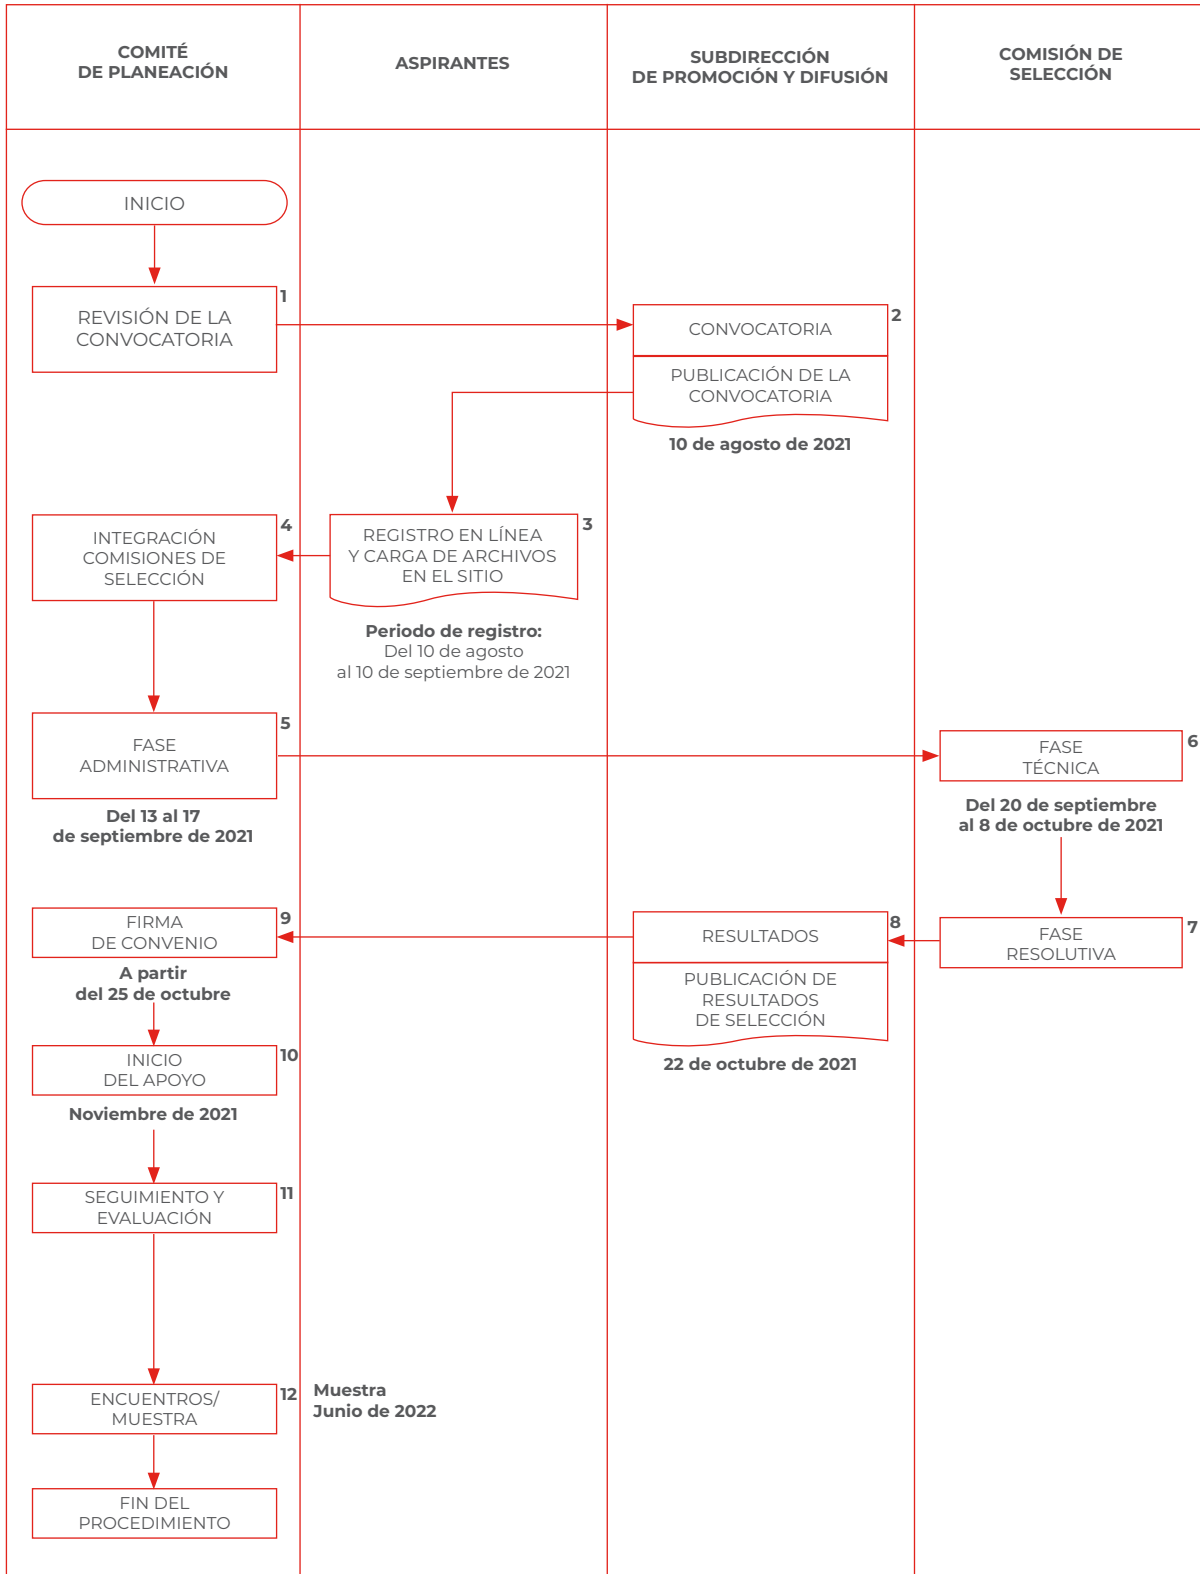 COMITÉ
DE PLANEACIÓN
ASPIRANTES
SUBDIRECCIÓN
DE PROMOCIÓN Y DIFUSIÓN
COMISIÓN DE
SELECCIÓN
INICIO
1
REVISIÓN DE LA
CONVOCATORIA
2
CONVOCATORIA
PUBLICACIÓN DE LA
CONVOCATORIA
10 de agosto de 2021
3
REGISTRO EN LÍNEA
Y CARGA DE ARCHIVOS
EN EL SITIO
Periodo de registro:
Del 10 de agosto
al 10 de septiembre de 2021
4
INTEGRACIÓN
COMISIONES DE
SELECCIÓN
5
FASE
ADMINISTRATIVA
Del 13 al 17
de septiembre de 2021
6
FASE
TÉCNICA
Del 20 de septiembre
al 8 de octubre de 2021
7
FASE
RESOLUTIVA
8
RESULTADOS
PUBLICACIÓN DE
RESULTADOS
DE SELECCIÓN
22 de octubre de 2021
9
FIRMA
DE CONVENIO
A partir
del 25 de octubre
10
INICIO
DEL APOYO
Noviembre de 2021
11
SEGUIMIENTO Y
EVALUACIÓN
12
ENCUENTROS/
MUESTRA
Muestra
Junio de 2022
FIN DEL
PROCEDIMIENTO